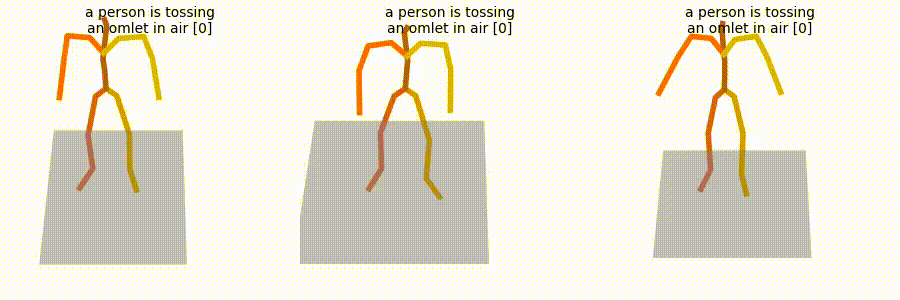 a person is tossing
an omlet in air [0]
a person is tossing
an omlet in air [0]
a person is tossing
an omlet in air [0]